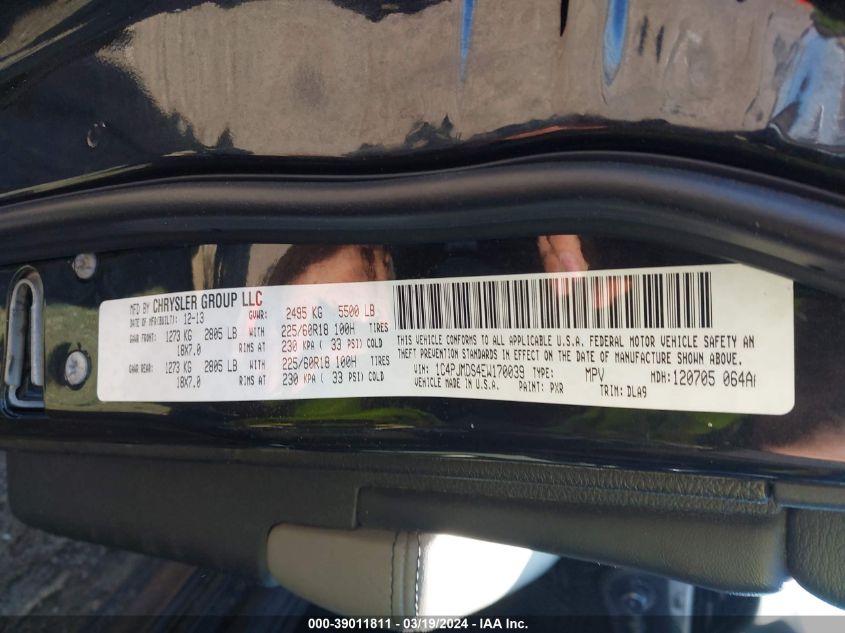 MFD BY CHRYSLER GROUP LLC
DATE OF MFR(BUILT): 12-13 GVWR: 2495 KG 5500 LB
GAWR FRONT: 1273 KG 2805 LB WITH 225/60R18 100H TIRES
18X7.0 RIMS AT 230 KPA ( 33 PSI) COLD
GAWR REAR: 1273 KG 2805 LB WITH 225/60R18 100H TIRES
18X7.0 RIMS AT 230 KPA ( 33 PSI) COLD
THIS VEHICLE CONFORMS TO ALL APPLICABLE U.S.A. FEDERAL MOTOR VEHICLE SAFETY AN
THEFT PREVENTION STANDARDS IN EFFECT ON THE DATE OF MANUFACTURE SHOWN ABOVE.
VIN: 1C4PJMDS4EW170039 TYPE: MPV MDH: 120705 064A
VEHICLE MADE IN U.S.A. PAINT: PXR TRIM: DLA9
000-39011811 - 03/19/2024 - IAA Inc.